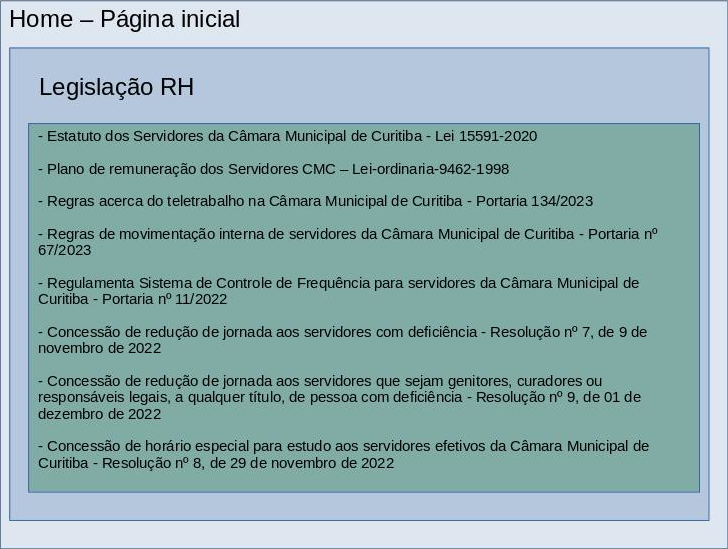 Home – Página inicial
Legislação RH
- Estatuto dos Servidores da Câmara Municipal de Curitiba - Lei 15591-2020
- Plano de remuneração dos Servidores CMC – Lei-ordinaria-9462-1998
- Regras acerca do teletrabalho na Câmara Municipal de Curitiba - Portaria 134/2023
- Regras de movimentação interna de servidores da Câmara Municipal de Curitiba - Portaria nº
67/2023
- Regulamenta Sistema de Controle de Frequência para servidores da Câmara Municipal de
Curitiba - Portaria nº 11/2022
- Concessão de redução de jornada aos servidores com deficiência - Resolução nº 7, de 9 de
novembro de 2022
- Concessão de redução de jornada aos servidores que sejam genitores, curadores ou
responsáveis legais, a qualquer título, de pessoa com deficiência - Resolução nº 9, de 01 de
dezembro de 2022
- Concessão de horário especial para estudo aos servidores efetivos da Câmara Municipal de
Curitiba - Resolução nº 8, de 29 de novembro de 2022